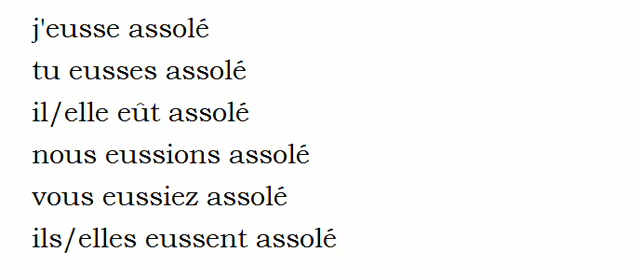 j'eusse assolé
tu eusses assolé
il/elle eût assolé
nous eussions assolé
vous eussiez assolé
ils/elles eussent assolé